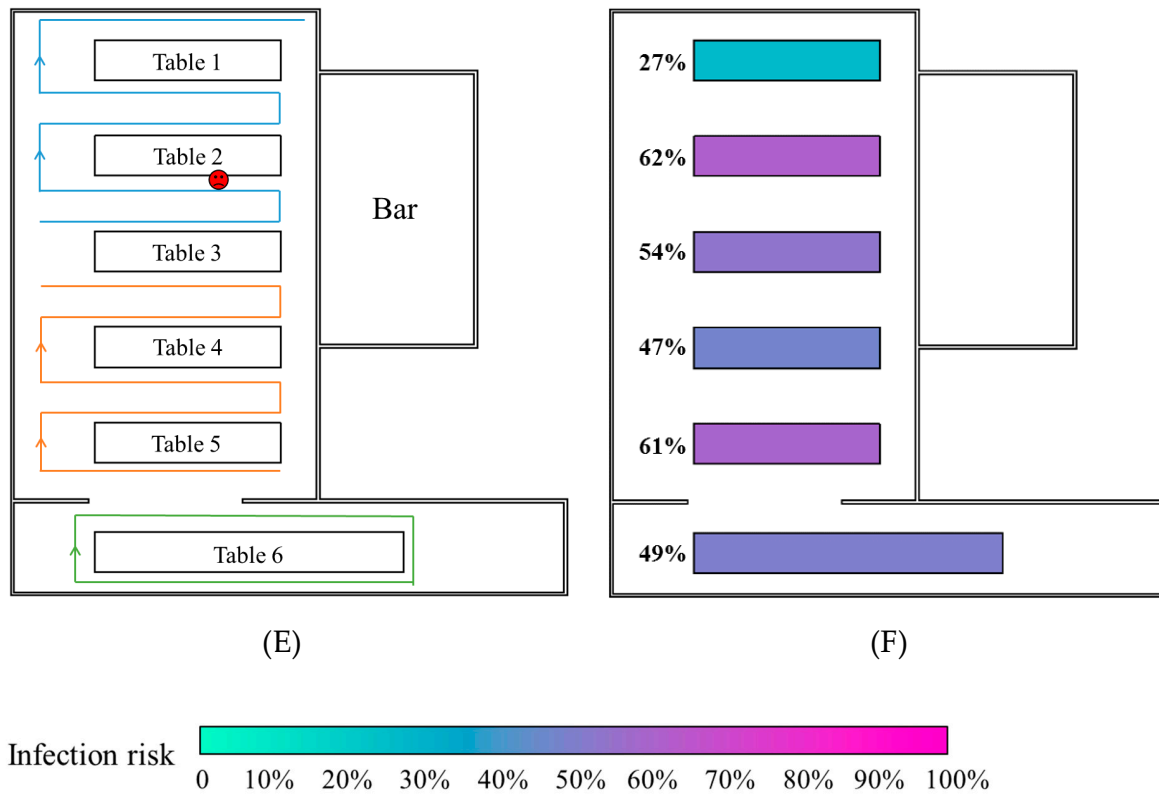 Table 1
27%
Table 2
62%
Bar
Table 3
54%
Table 4
47%
Table 5
61%
Table 6
49%
(E)
(F)
Infection risk
0 10% 20% 30% 40% 50% 60% 70% 80% 90% 100%